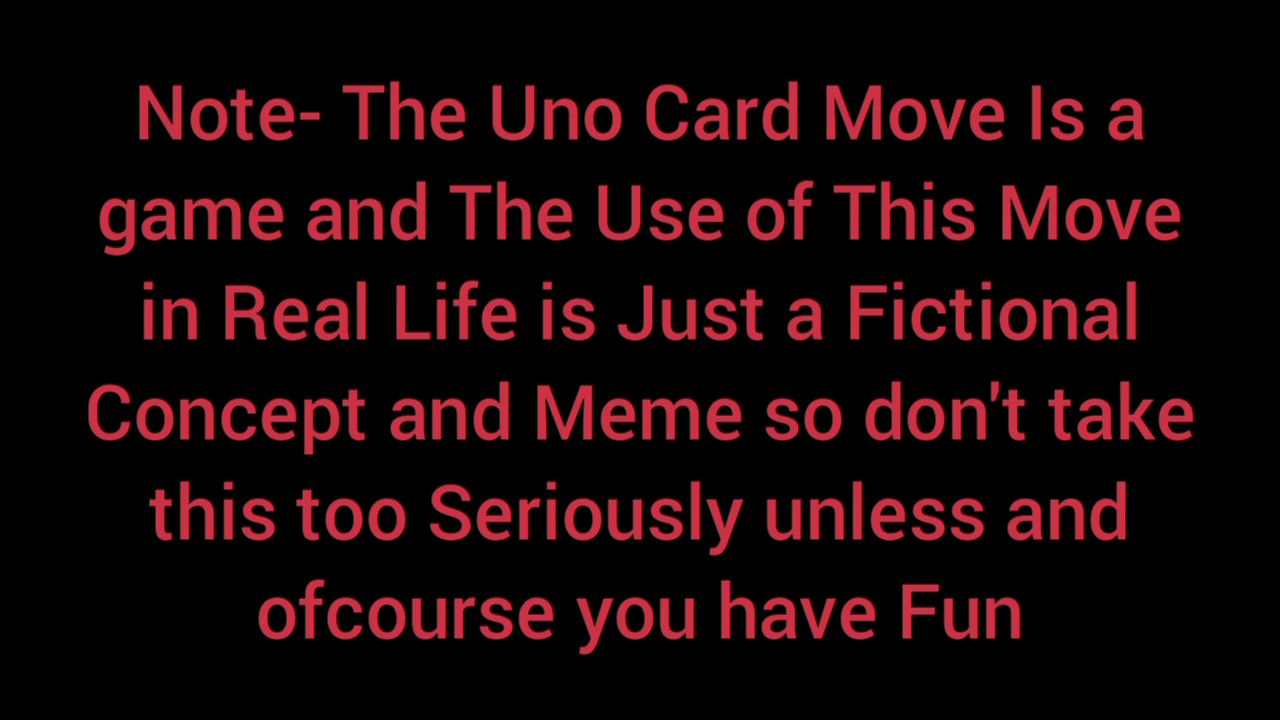 Note- The Uno Card Move Is a
game and The Use of This Move
in Real Life is Just a Fictional
Concept and Meme so don't take
this too Seriously unless and
ofcourse you have Fun